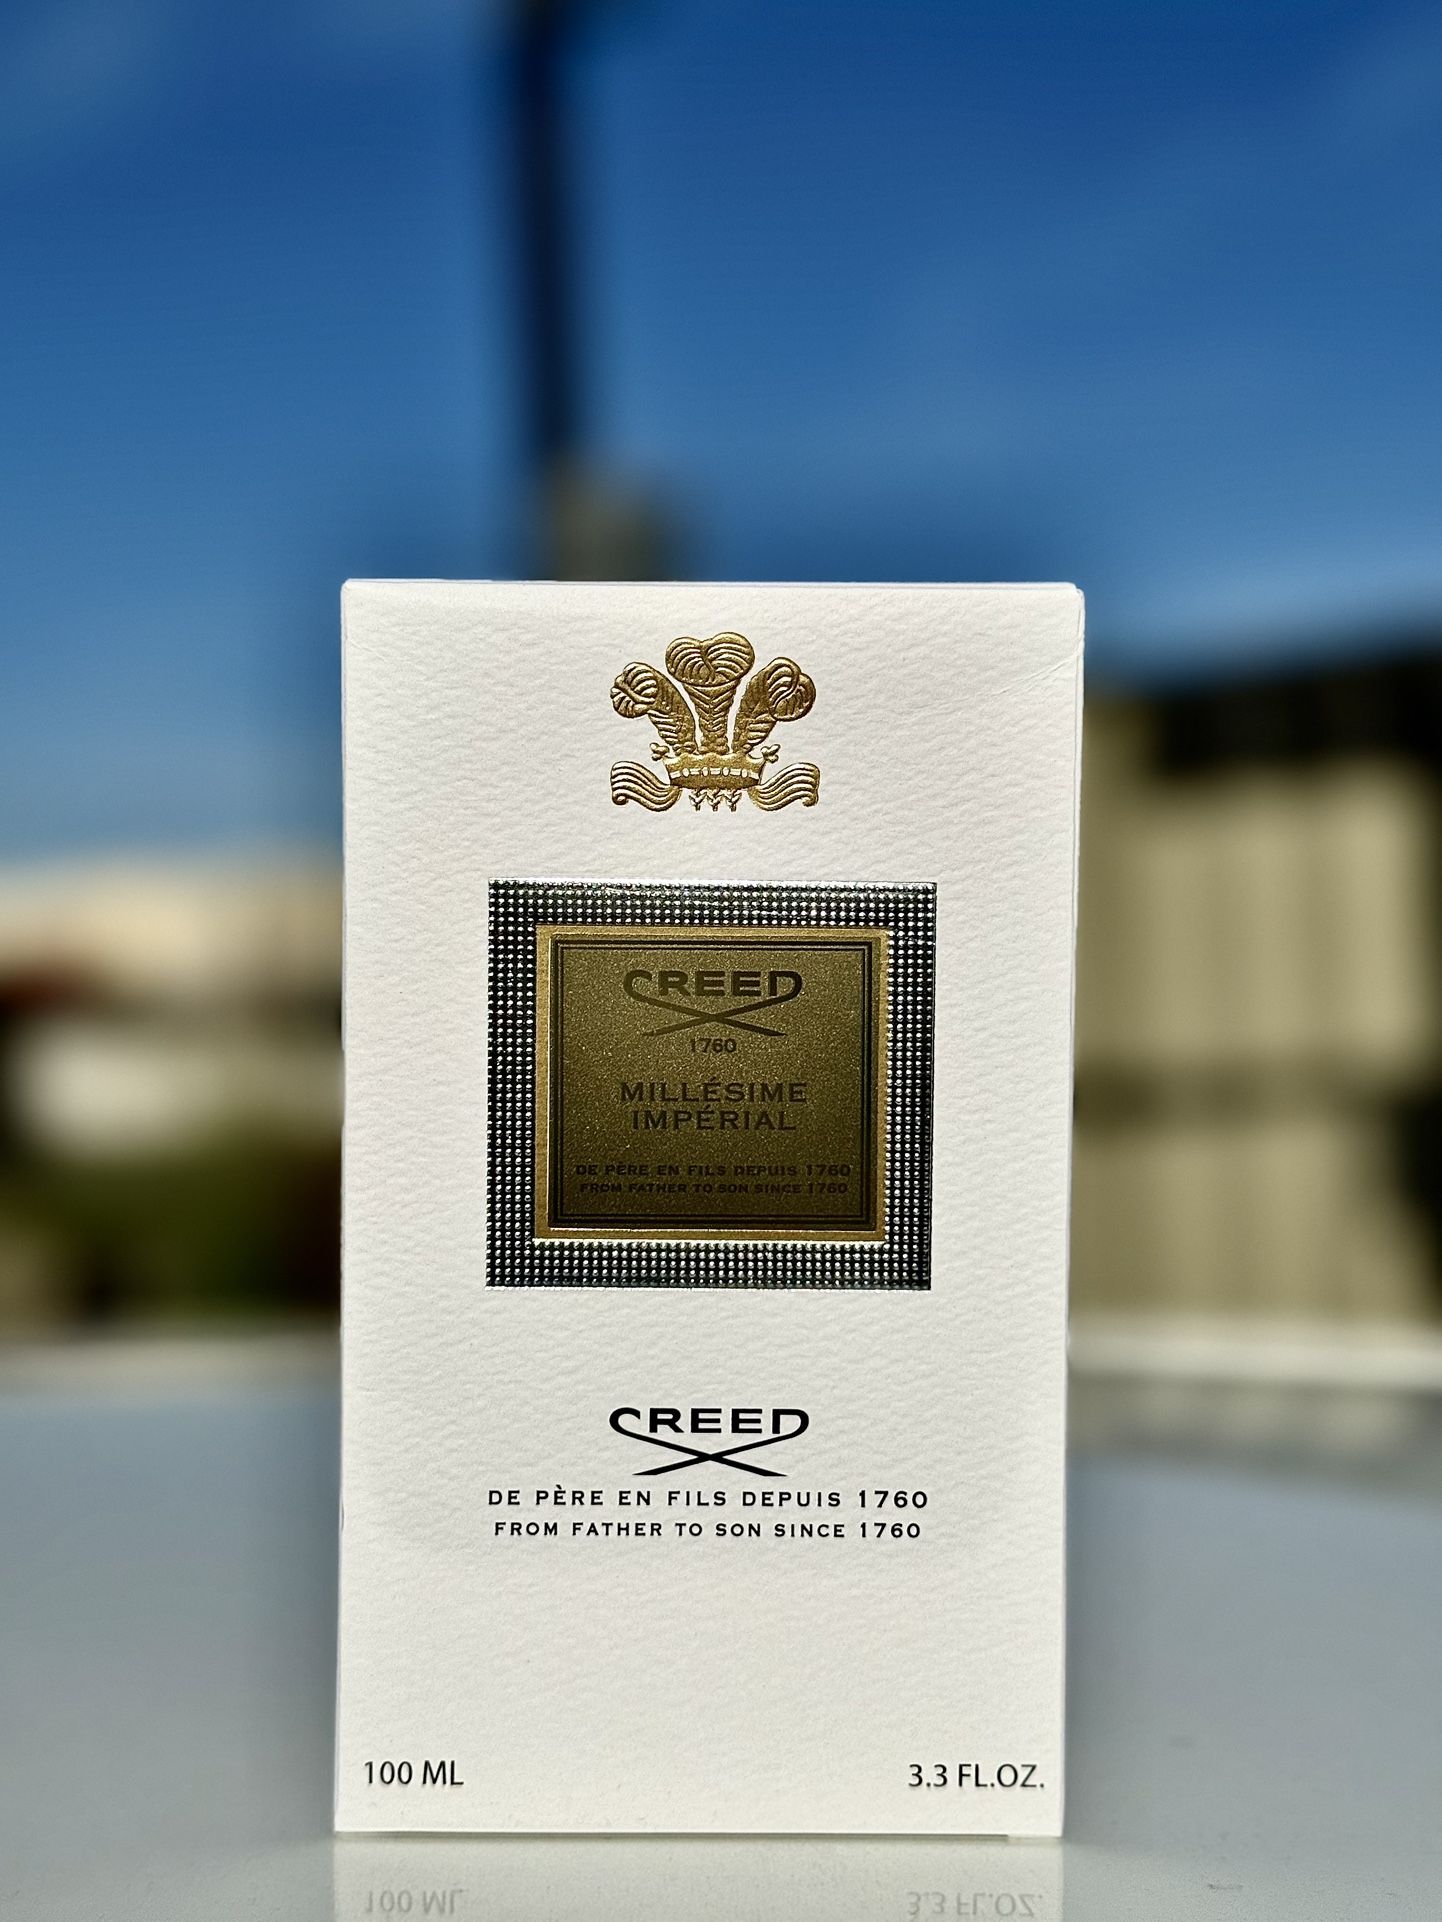 CREED
1760
MILLÉSIME
IMPÉRIAL
DE PÈRE EN FILS DEPUIS 1760
FROM FATHER TO SON SINCE 1760
CREED
DE PÈRE EN FILS DEPUIS 1760
FROM FATHER TO SON SINCE 1760
100 ML 3.3 FL.OZ.